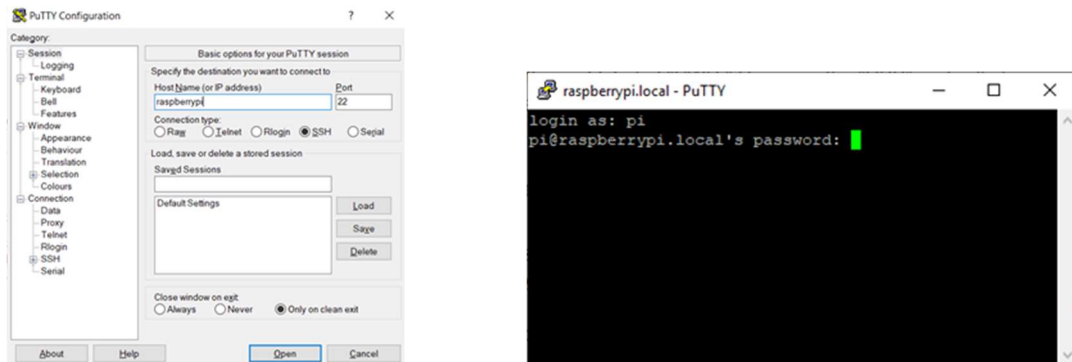 PuTTY Configuration
? ×
Category:
Session
Logging
Terminal
Keyboard
Bell
Features
Window
Appearance
Behaviour
Translation
Selection
Colours
Connection
Data
Proxy
Telnet
Rlogin
SSH
Serial
Basic options for your PuTTY session
Specify the destination you want to connect to
Host Name (or IP address) Port
raspberrypi 22
Connection type:
Raw Telnet Rlogin SSH Serial
Load, save or delete a stored session
Saved Sessions
Default Settings
Load
Save
Delete
Close window on exit:
Always Never Only on clean exit
About Help Open Cancel
raspberrypi.local - PuTTY
login as: pi
pi@raspberrypi.local's password: